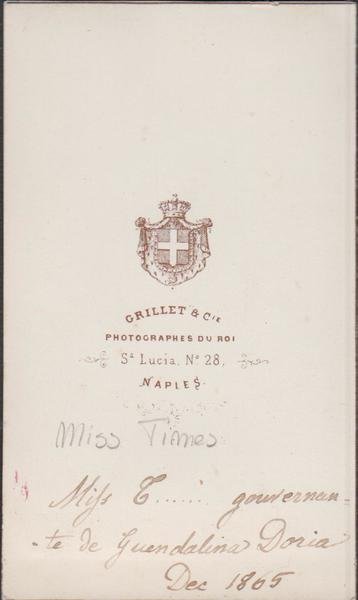 GRILLET & Cie
PHOTOGRAPHES DU ROI
Sa Lucia, No 28,
NAPLES
Miss Times
Miss T...... gouvernan-
-te de Guendalina Doria
Dec 1865